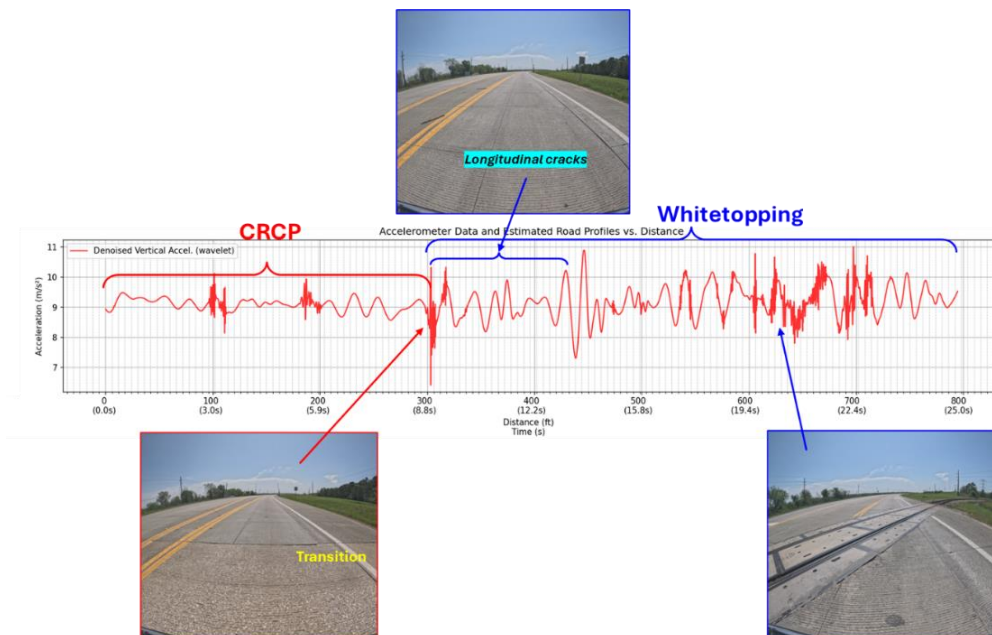 Longitudinal cracks
Whitetopping
CRCP
Accelerometer Data and Estimated Road Profiles vs. Distance
Denoised Vertical Accel. (wavelet)
11
10
9
8
7
Acceleration (m/s²)
0 100 200 300 400 500 600 700 800
(0.0s) (3.0s) (5.9s) (8.8s) (12.2s) (15.8s) (19.4s) (22.4s) (25.0s)
Distance (ft)
Time (s)
Transition